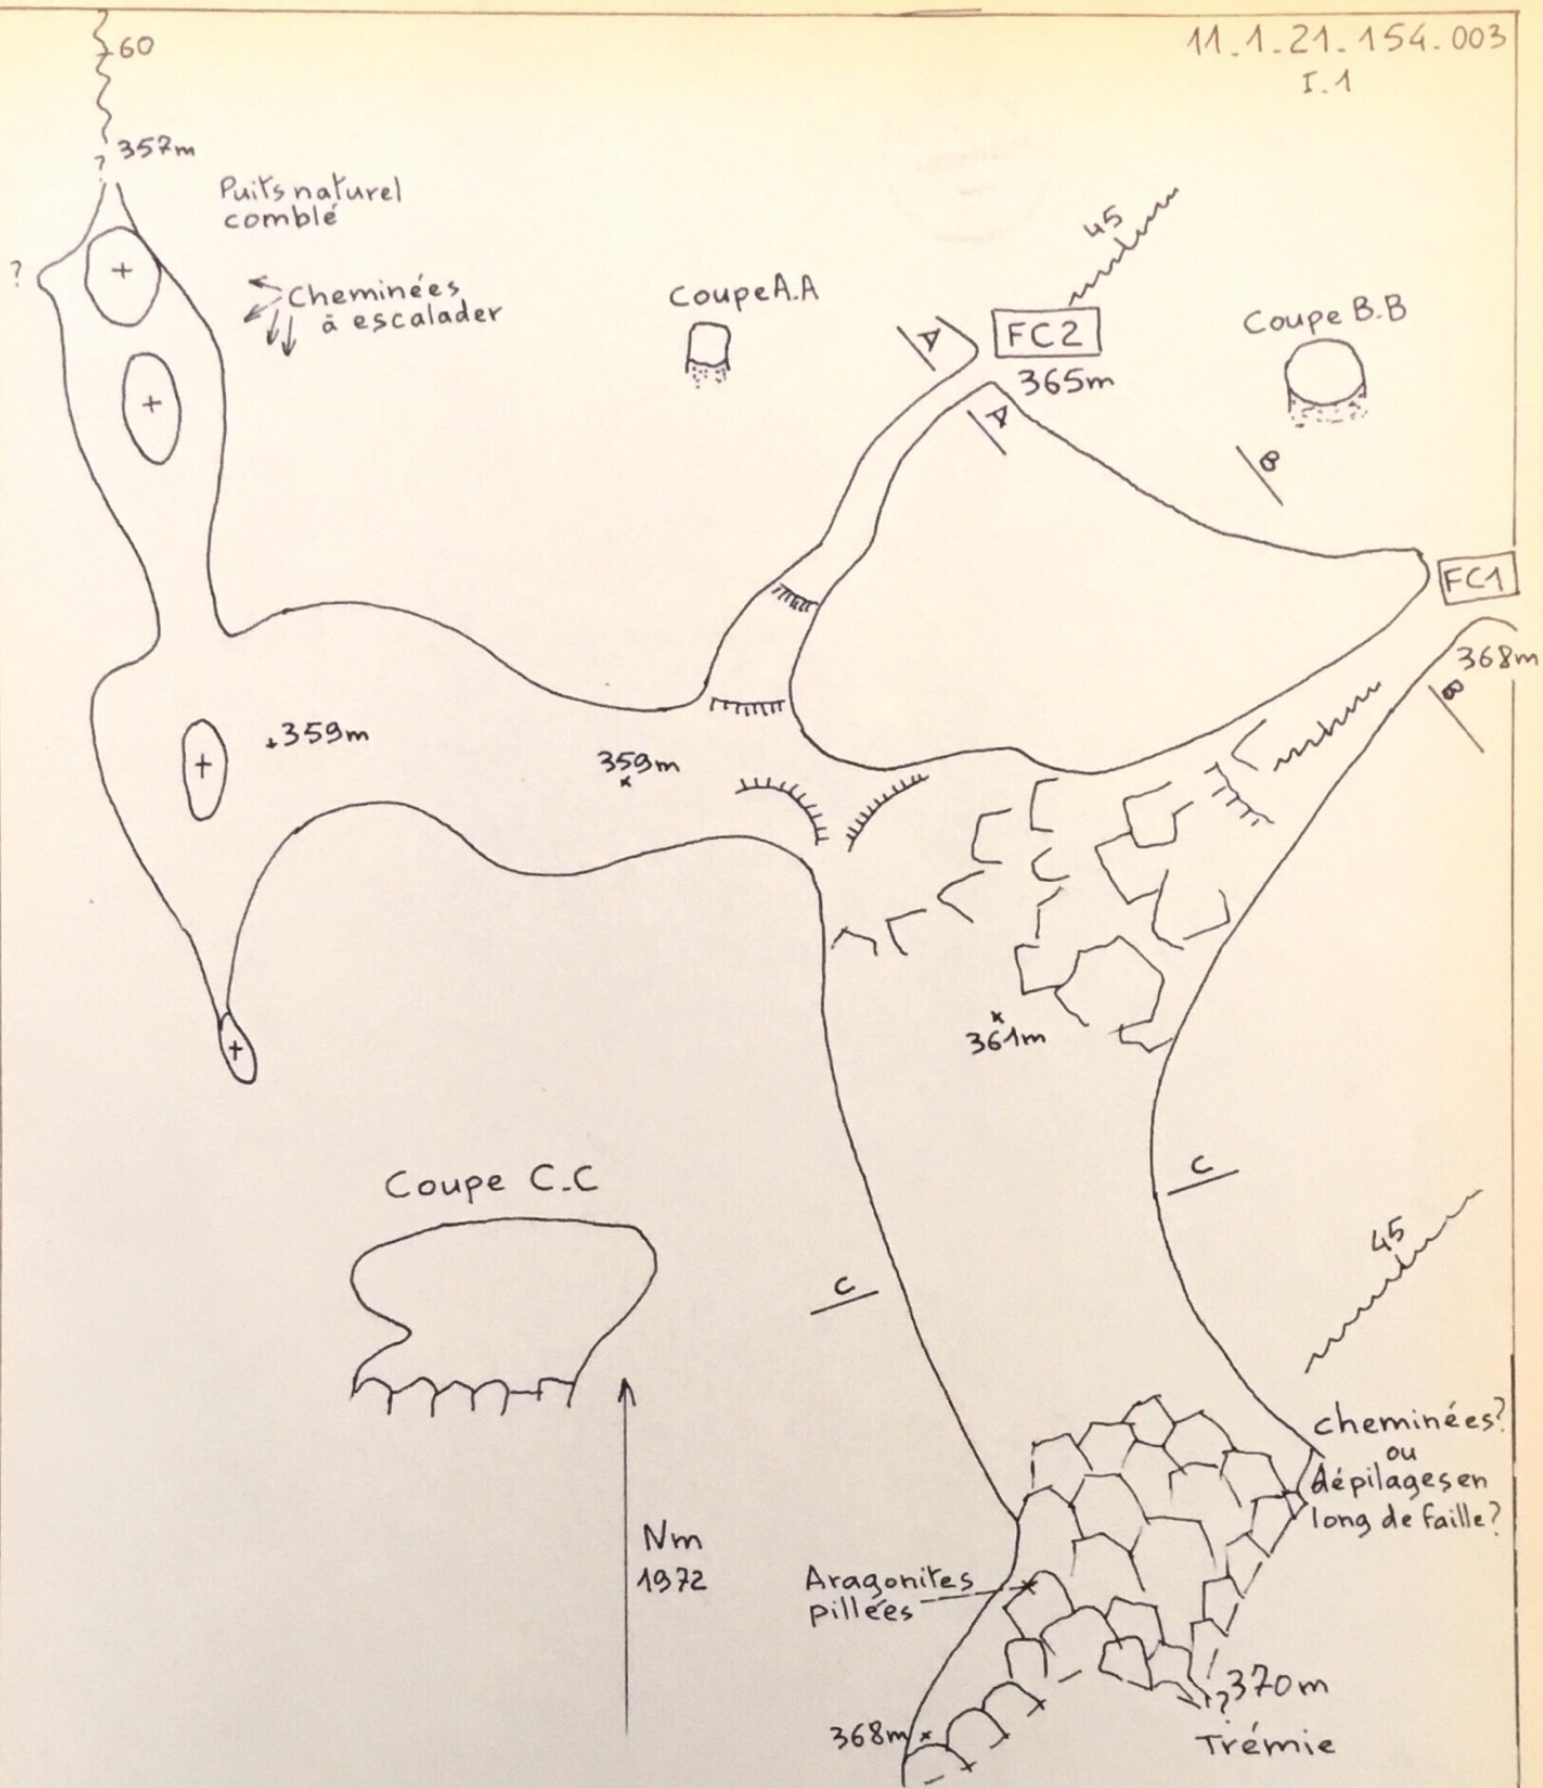 60
11.1.21.154.003
I.1
? 357m
Puits naturel
comblé
?
Cheminées
à escalader
Coupe A.A
45
FC2
365m
Coupe B.B
A
A
B
FC1
368m
B
359m
359m
361m
C
Coupe C.C
C
45
cheminées?
ou
dépilages en
long de faille?
Nm
1972
Aragonites
pillées
? 370m
368m
Trémie